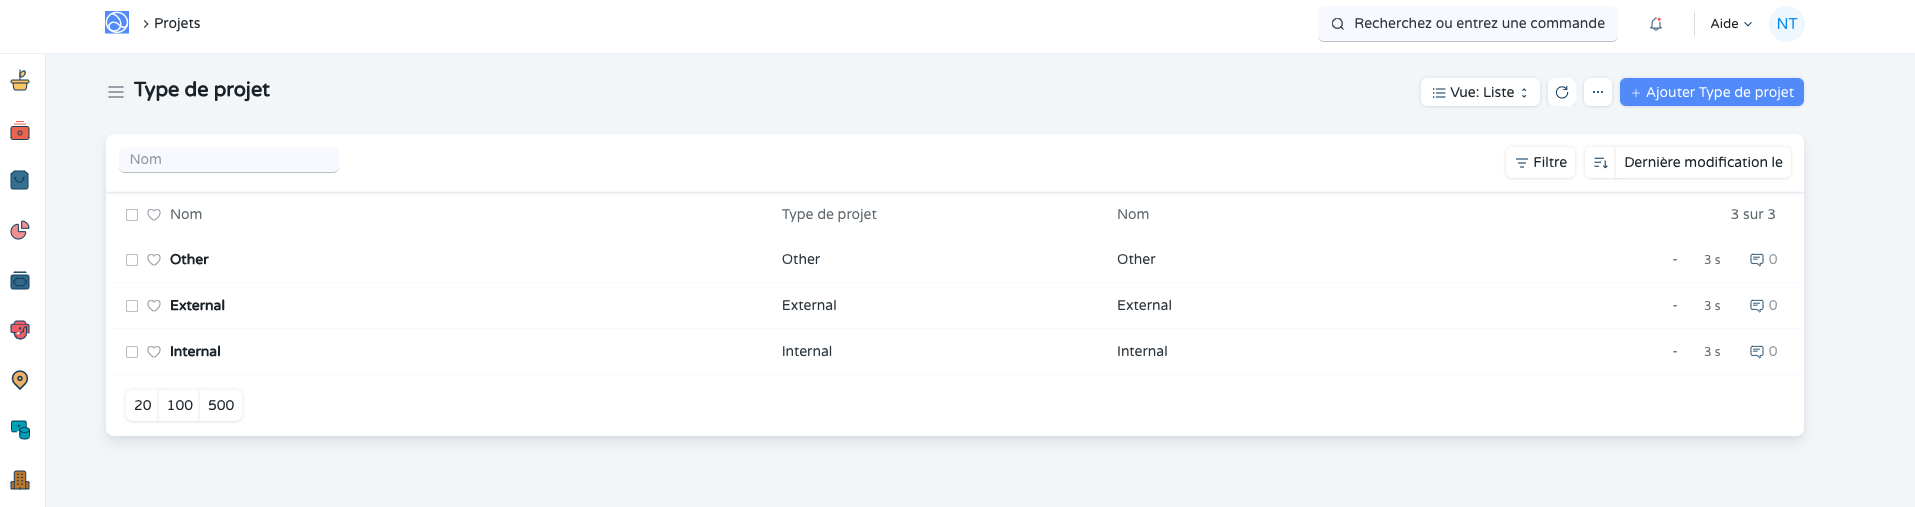 Projets
Recherchez ou entrez une commande
Aide
NT
Type de projet
Vue: Liste
Ajouter Type de projet
Nom
Filtre
Dernière modification le
Nom Type de projet Nom 3 sur 3
Other Other Other - 3 s 0
External External External - 3 s 0
Internal Internal Internal - 3 s 0
20 100 500